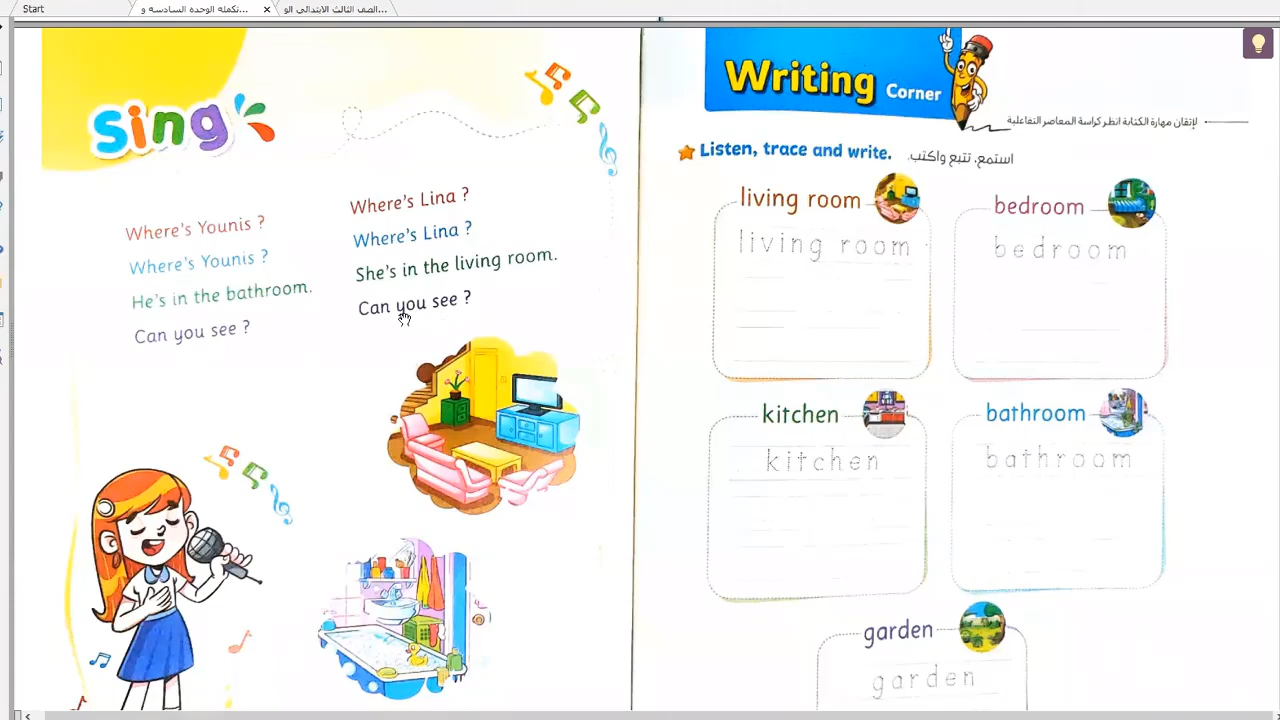 Start
تكمله الوحدة السادسه و...
الصف الثالث الابتدائي الو...
sing
Where's Younis ?
Where's Younis ?
He's in the bathroom.
Can you see ?
Where's Lina ?
Where's Lina ?
She's in the living room.
Can you see ?
Writing Corner
لإتقان مهارة الكتابة انظر كراسة المعاصر التفاعلية
Listen, trace and write. استمع، تتبع واكتب.
living room
living room
bedroom
bedroom
kitchen
kitchen
bathroom
bathroom
garden
garden